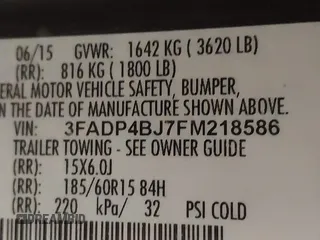 06/15 GVWR: 1642 KG ( 3620 LB)
(RR): 816 KG ( 1800 LB)
ERAL MOTOR VEHICLE SAFETY, BUMPER,
ON THE DATE OF MANUFACTURE SHOWN ABOVE.
VIN: 3FADP4BJ7FM218586
TRAILER TOWING - SEE OWNER GUIDE
(RR): 15X6.0J
(RR): 185/60R15 84H
(RR): 220 kPa/ 32 PSI COLD
IDREAMBID